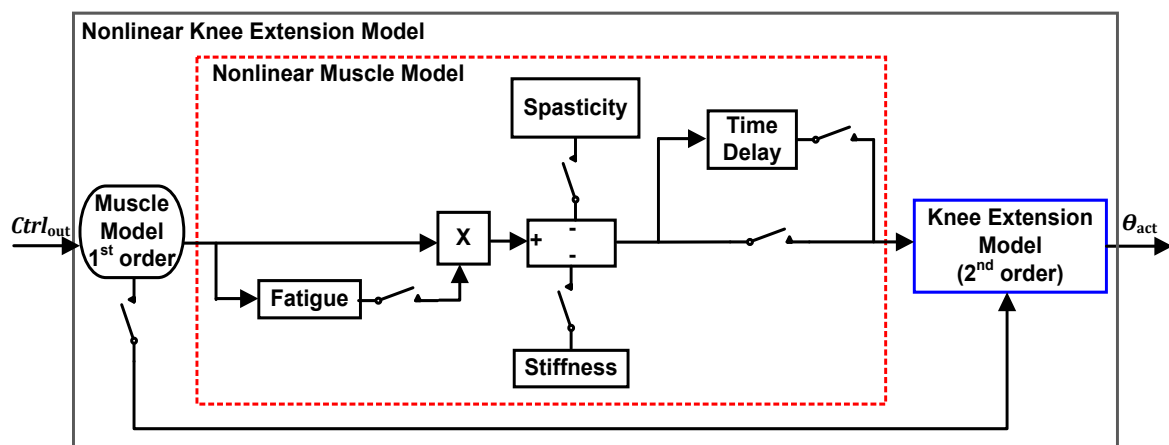 Nonlinear Knee Extension Model
Nonlinear Muscle Model
Spasticity
Time
Delay
Ctrl_out
Muscle
Model
1st order
X
+
-
-
Knee Extension
Model
(2nd order)
θ_act
Fatigue
Stiffness